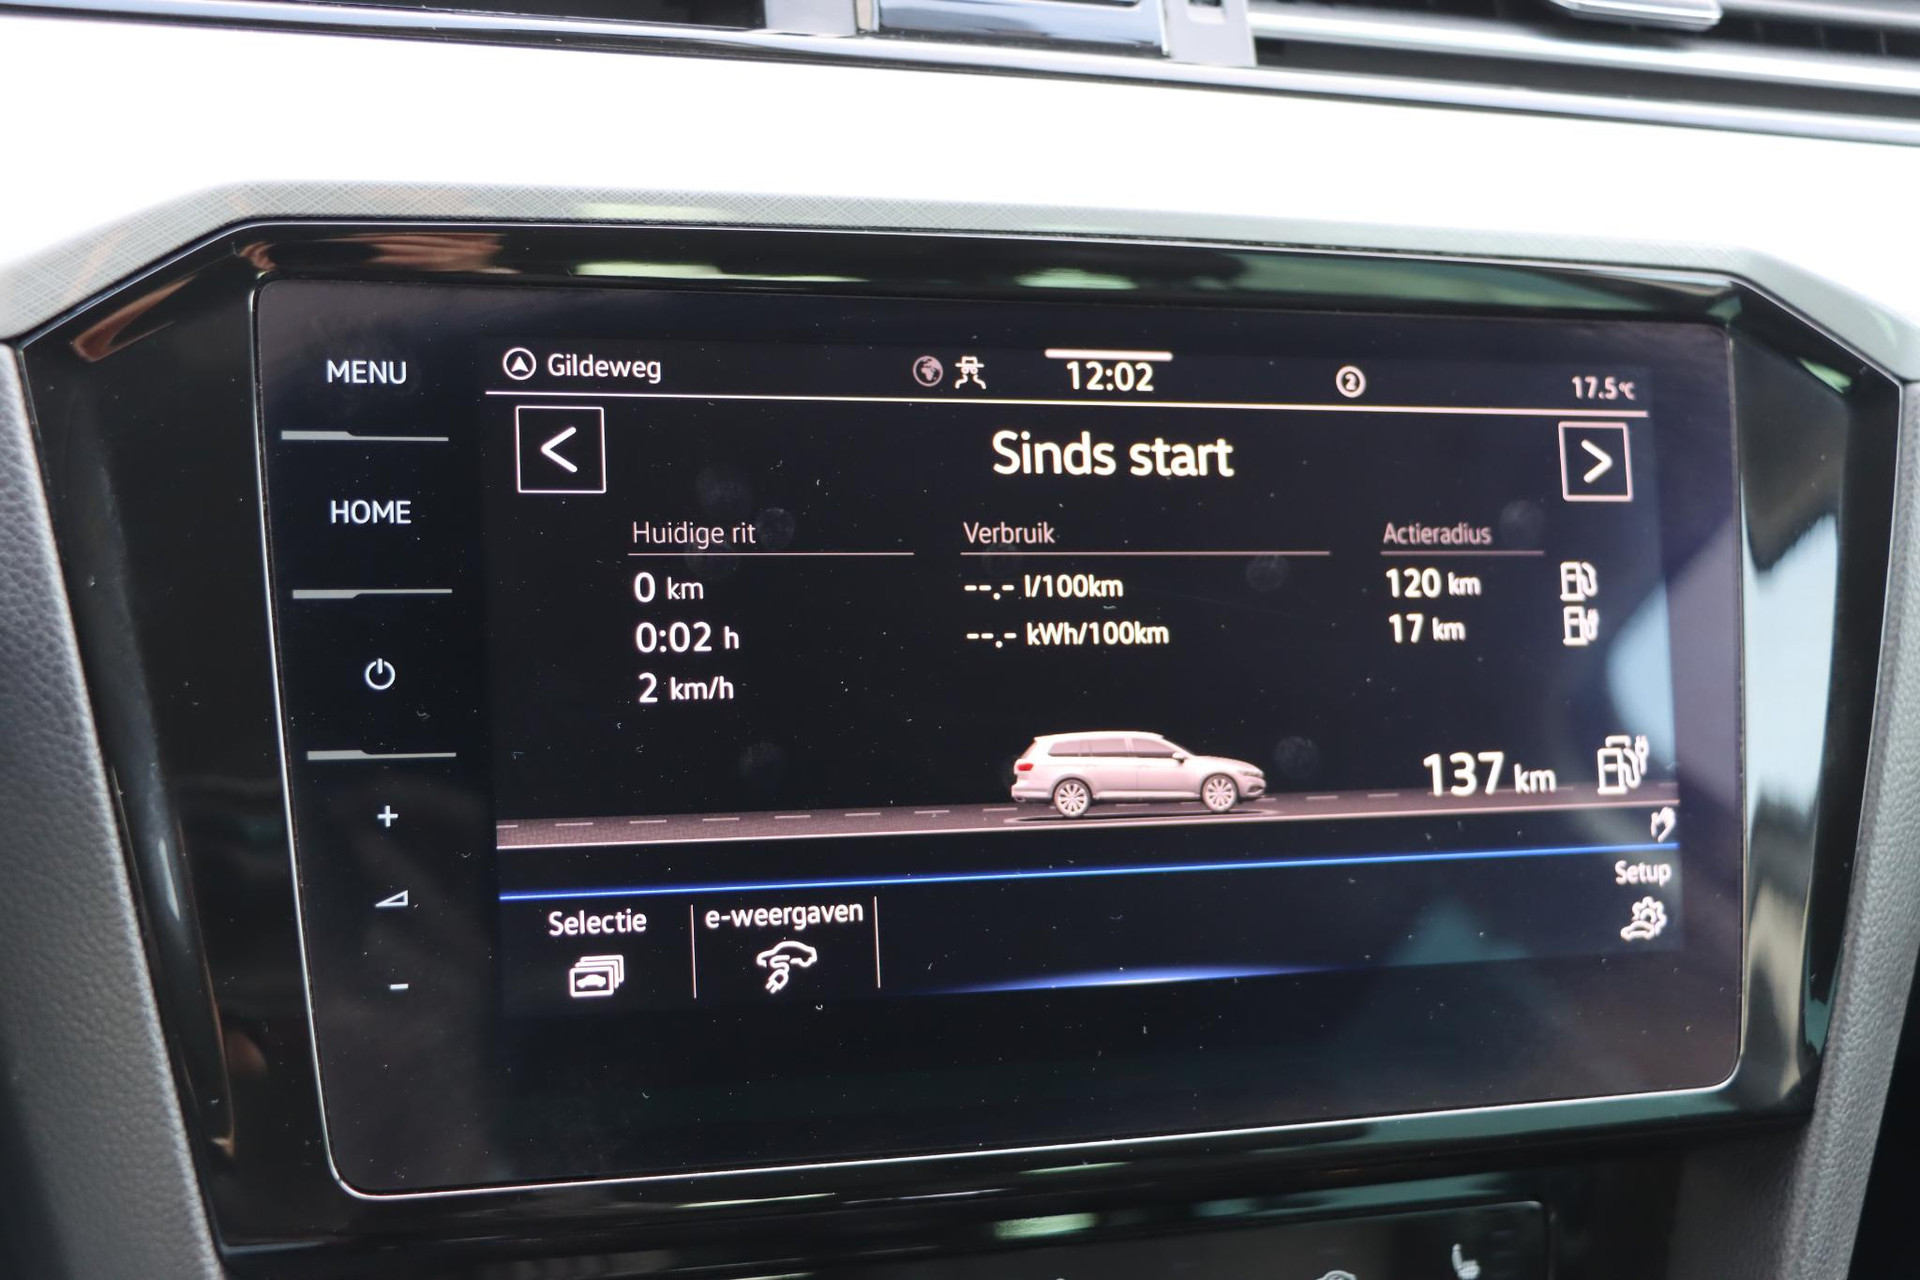 MENU
HOME
+
-
Gildeweg
12:02
2
17.5°C
<
Sinds start
>
Huidige rit
0 km
0:02 h
2 km/h
Verbruik
--.- l/100km
--.- kWh/100km
Actieradius
120 km
17 km
137 km
Selectie
e-weergaven
Setup